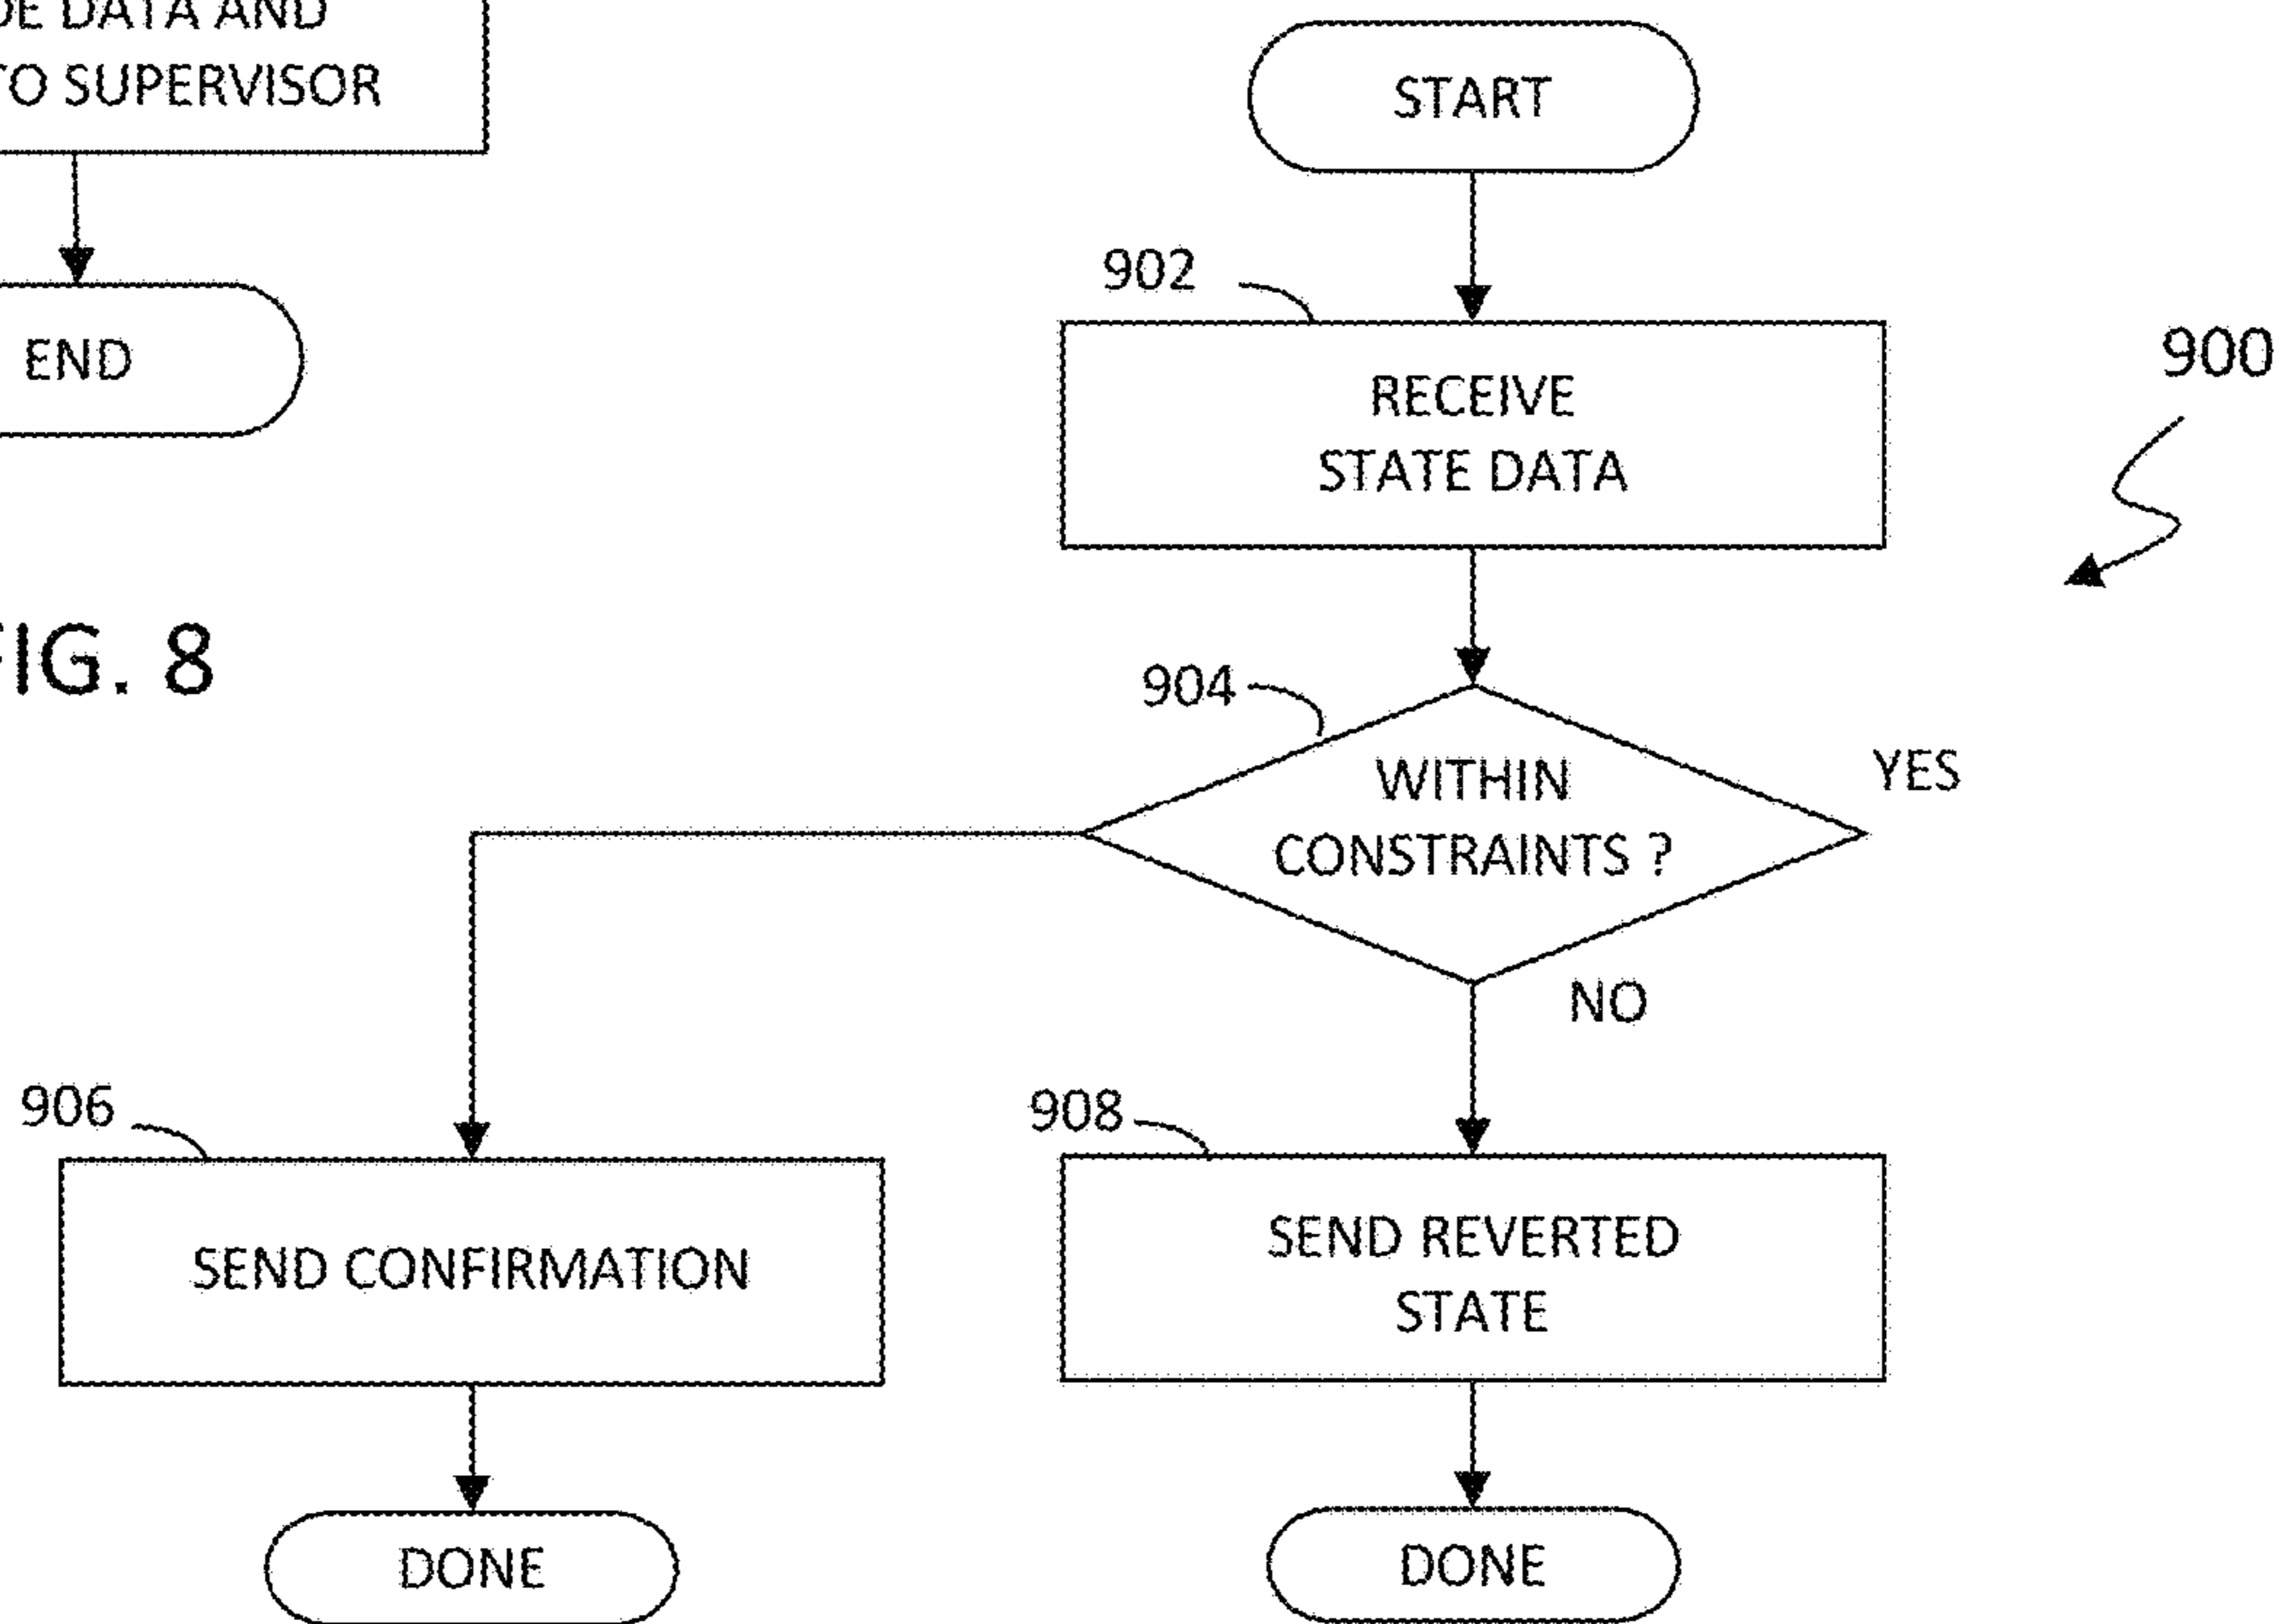 DATA AND
TO SUPERVISOR
END
FIG. 8
START
902
RECEIVE
STATE DATA
900
904
WITHIN
CONSTRAINTS ?
YES
NO
906
SEND CONFIRMATION
908
SEND REVERTED
STATE
DONE
DONE